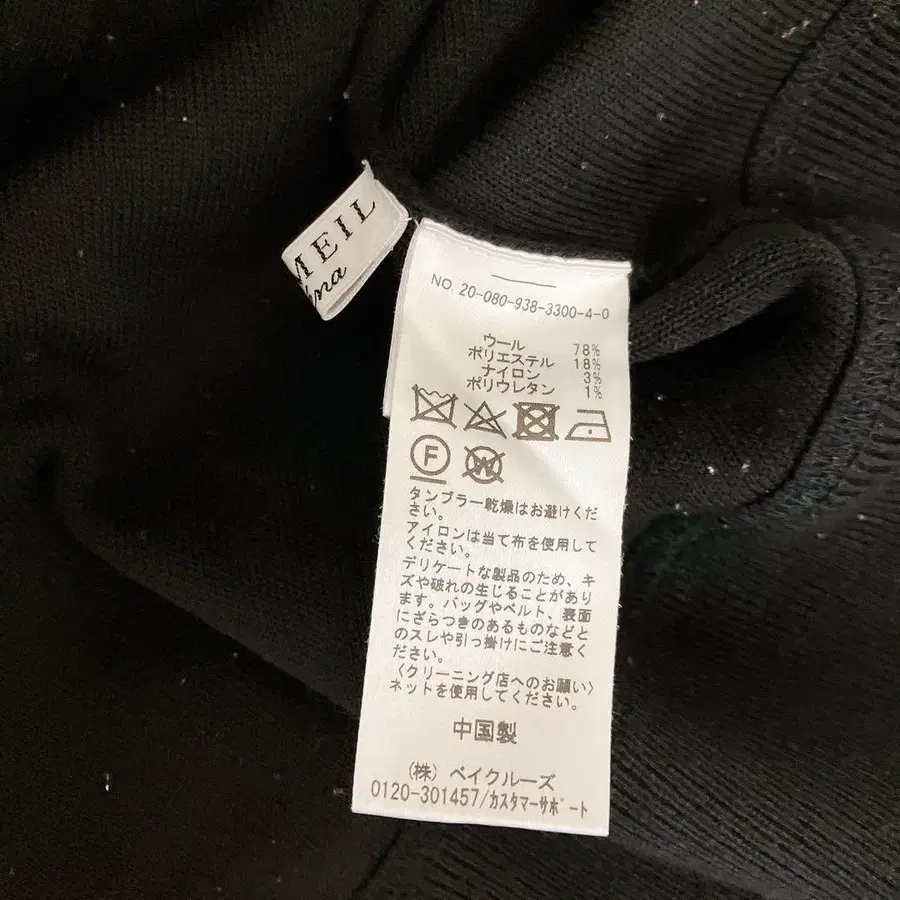 MEIL
NO. 20-080-938-3300-4-0
ウール 78%
ポリエステル 18%
ナイロン 3%
ポリウレタン 1%
F W
タンブラー乾燥はお避けくだ
さい。
アイロンは当て布を使用して
ください。
デリケートな製品のため、キ
ズや破れの生じることがあり
ます。バッグやベルト、表面
にざらつきのあるものなどと
のスレや引っ掛けにご注意く
ださい。
〈クリーニング店へのお願い〉
ネットを使用してください。
中国製
(株) ベイクルーズ
0120-301457/カスタマーサポート